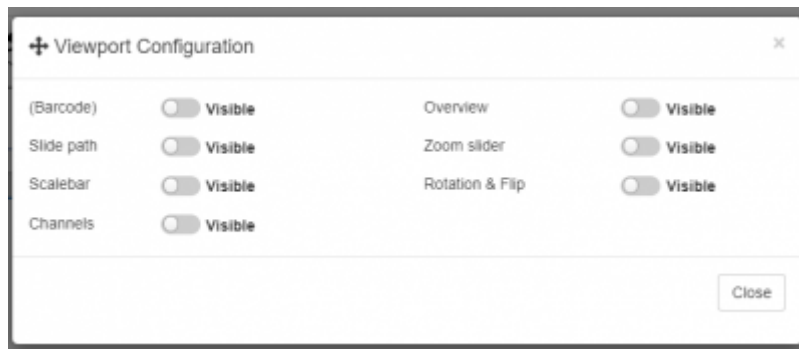 Viewport Configuration ×
(Barcode) Visible Overview Visible
Slide path Visible Zoom slider Visible
Scalebar Visible Rotation & Flip Visible
Channels Visible
Close